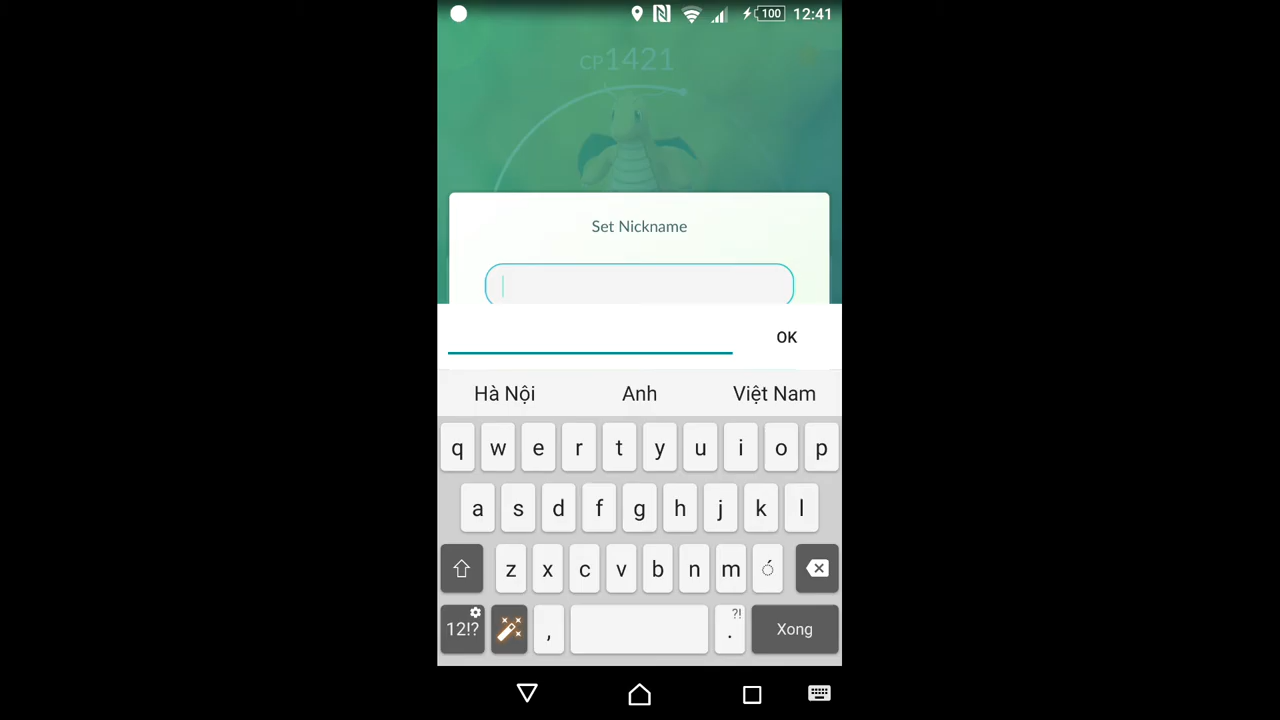 100 12:41
CP1421
Set Nickname
OK
Hà Nội Anh Việt Nam
q w e r t y u i o p
a s d f g h j k l
z x c v b n m
?!
12!? , . Xong